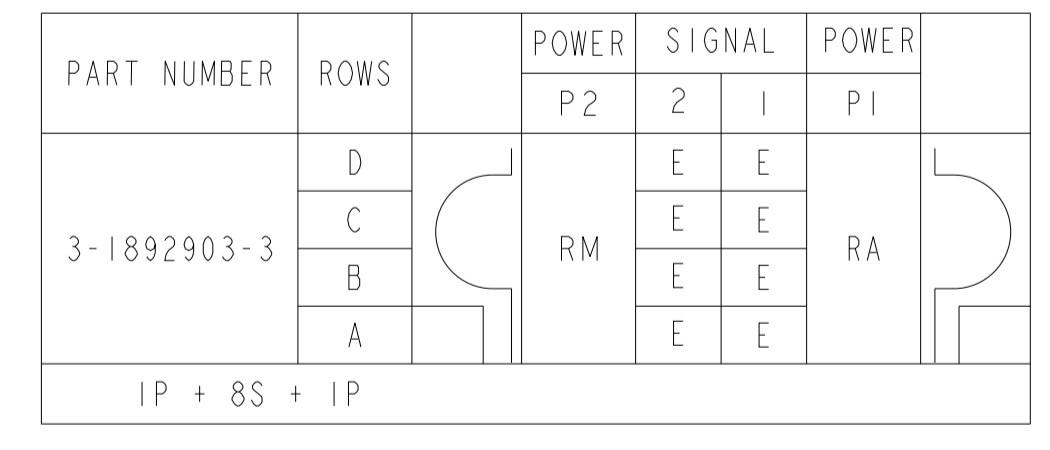 PART NUMBER ROWS POWER SIGNAL POWER
P2 2 1 P1
D E E
C E E
3-1892903-3 RM RA
B E E
A E E
1P + 8S + 1P